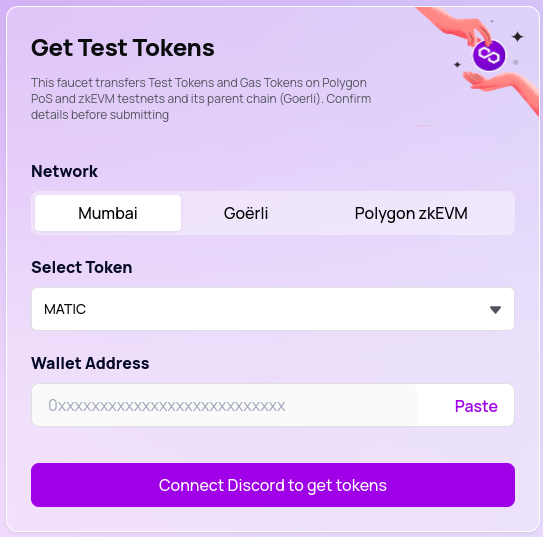 Get Test Tokens
This faucet transfers Test Tokens and Gas Tokens on Polygon
PoS and zkEVM testnets and its parent chain (Goerli). Confirm
details before submitting
Network
Mumbai Goërli Polygon zkEVM
Select Token
MATIC
Wallet Address
0xxxxxxxxxxxxxxxxxxxxxxxxxxx Paste
Connect Discord to get tokens